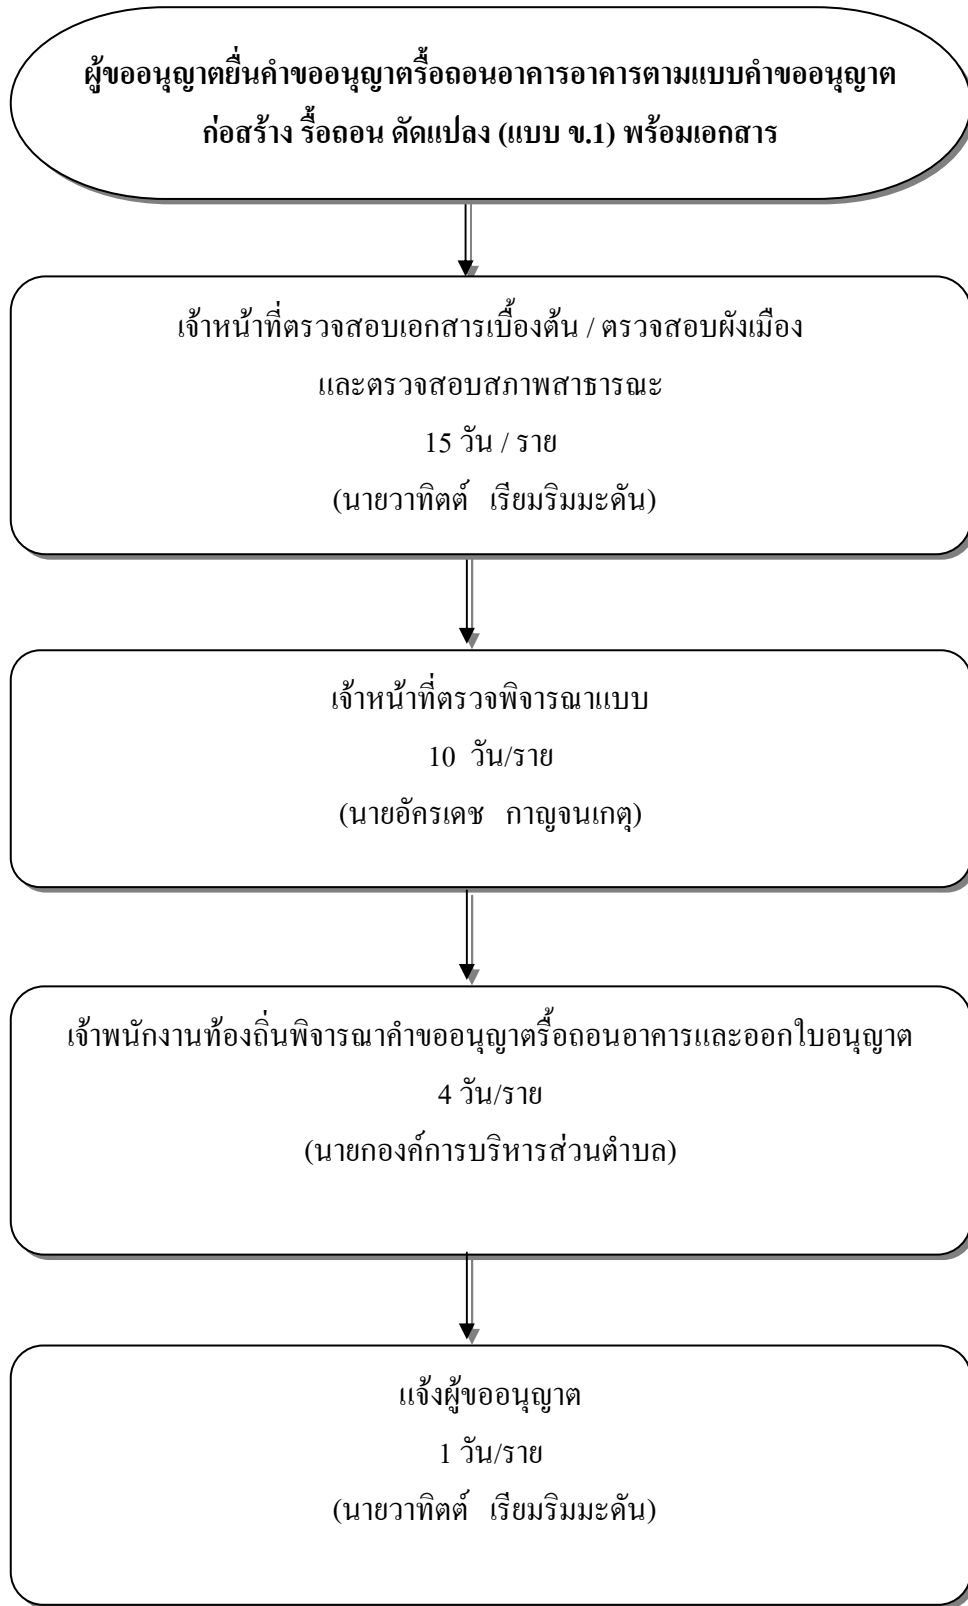 ผู้ขออนุญาตยื่นคำขออนุญาตรื้อถอนอาคารอาคารตามแบบคำขออนุญาต
ก่อสร้าง รื้อถอน ดัดแปลง (แบบ ข.1) พร้อมเอกสาร
เจ้าหน้าที่ตรวจสอบเอกสารเบื้องต้น / ตรวจสอบผังเมือง
และตรวจสอบสภาพสาธารณะ
15 วัน / ราย
(นายวาทิตต์ เรียมริมมะดัน)
เจ้าหน้าที่ตรวจพิจารณาแบบ
10 วัน/ราย
(นายอัครเดช กาญจนเกตุ)
เจ้าพนักงานท้องถิ่นพิจารณาคำขออนุญาตรื้อถอนอาคารและออกใบอนุญาต
4 วัน/ราย
(นายกองค์การบริหารส่วนตำบล)
แจ้งผู้ขออนุญาต
1 วัน/ราย
(นายวาทิตต์ เรียมริมมะดัน)